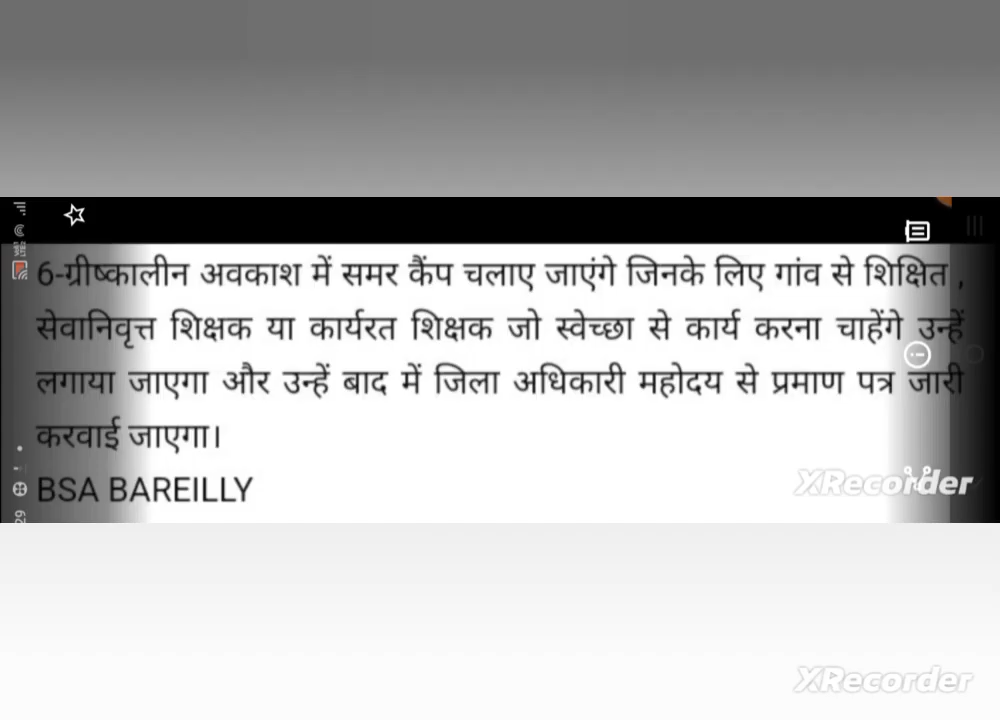 6-ग्रीष्कालीन अवकाश में समर कैंप चलाए जाएंगे जिनके लिए गांव से शिक्षित ,
सेवानिवृत्त शिक्षक या कार्यरत शिक्षक जो स्वेच्छा से कार्य करना चाहेंगे उन्हें
लगाया जाएगा और उन्हें बाद में जिला अधिकारी महोदय से प्रमाण पत्र जारी
करवाई जाएगा।
BSA BAREILLY
XRecorder
XRecorder